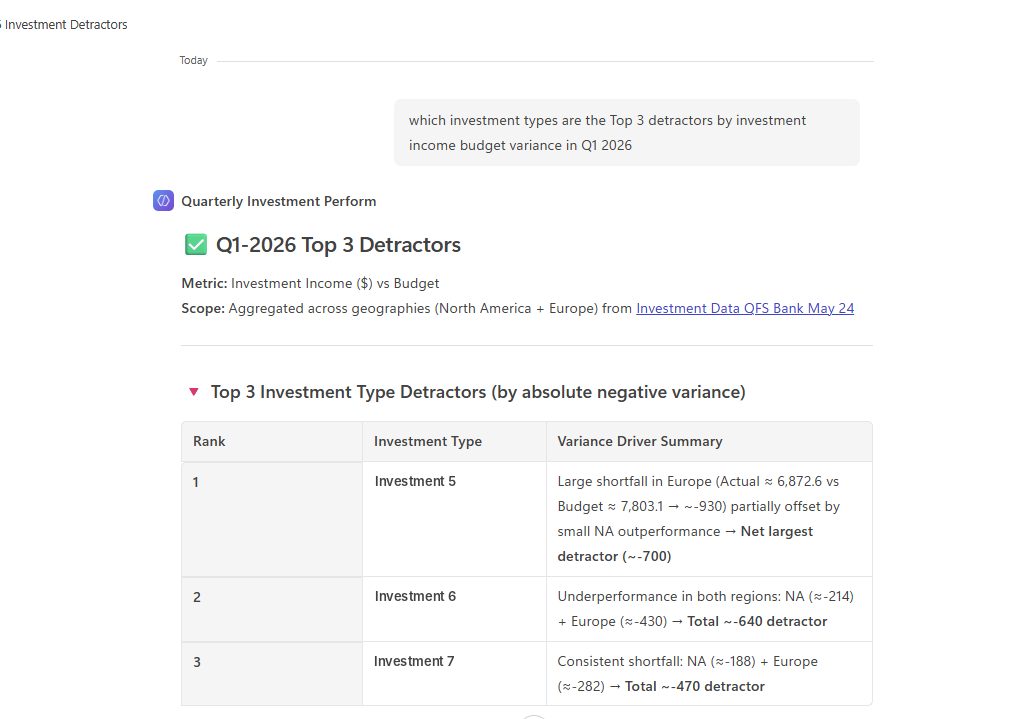 Investment Detractors
Today
which investment types are the Top 3 detractors by investment
income budget variance in Q1 2026
Quarterly Investment Perform
✅ Q1-2026 Top 3 Detractors
Metric: Investment Income ($) vs Budget
Scope: Aggregated across geographies (North America + Europe) from Investment Data QFS Bank May 24
🔻 Top 3 Investment Type Detractors (by absolute negative variance)
Rank Investment Type Variance Driver Summary
1 Investment 5 Large shortfall in Europe (Actual ≈ 6,872.6 vs
Budget ≈ 7,803.1 → ~-930) partially offset by
small NA outperformance → Net largest
detractor (~-700)
2 Investment 6 Underperformance in both regions: NA (≈-214)
+ Europe (≈-430) → Total ~-640 detractor
3 Investment 7 Consistent shortfall: NA (≈-188) + Europe
(≈-282) → Total ~-470 detractor